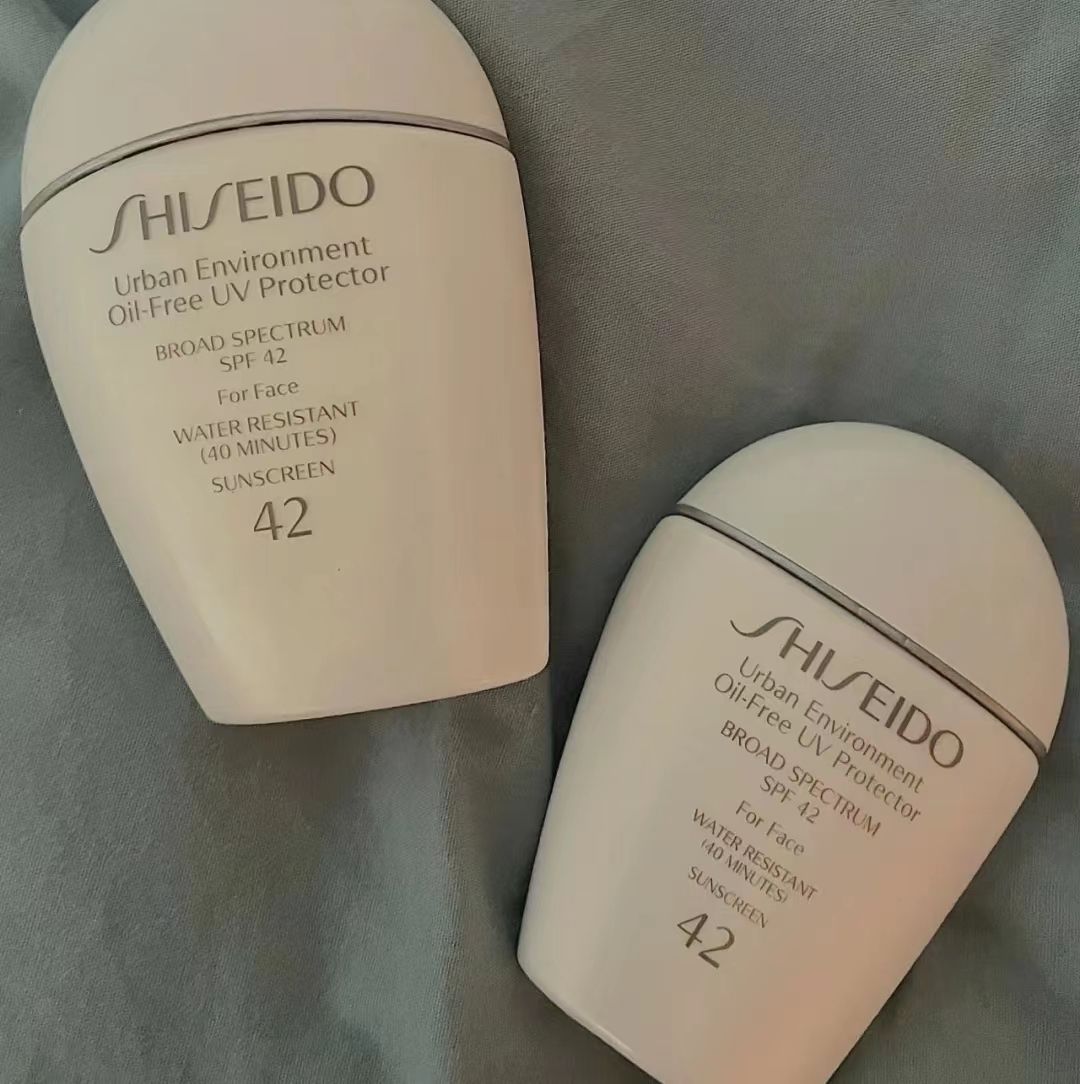 SHISEIDO
Urban Environment
Oil-Free UV Protector
BROAD SPECTRUM
SPF 42
For Face
WATER RESISTANT
(40 MINUTES)
SUNSCREEN
42
SHISEIDO
Urban Environment
Oil-Free UV Protector
BROAD SPECTRUM
SPF 42
For Face
WATER RESISTANT
(40 MINUTES)
SUNSCREEN
42